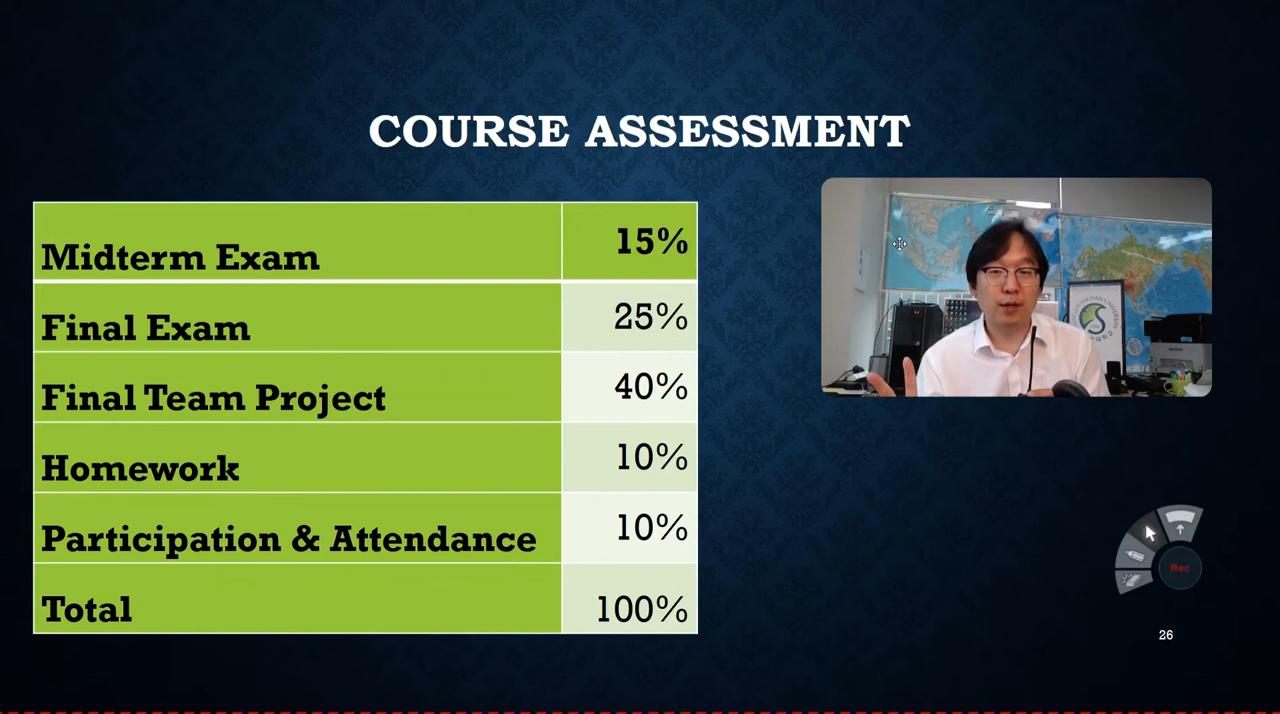 COURSE ASSESSMENT
Midterm Exam 15%
Final Exam 25%
Final Team Project 40%
Homework 10%
Participation & Attendance 10%
Total 100%
Rec
26